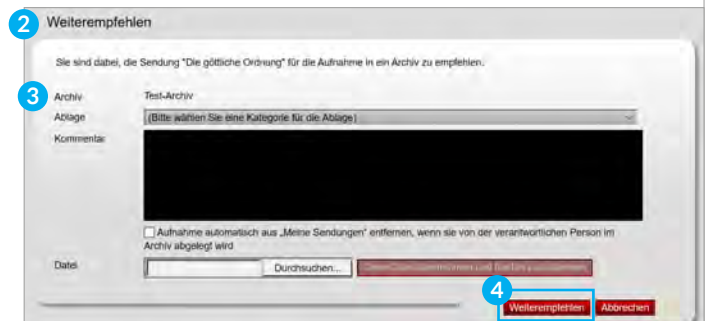 2 Weiterempfehlen
Sie sind dabei, die Sendung "Die göttliche Ordnung" für die Aufnahme in ein Archiv zu empfehlen.
3 Archiv Test-Archiv
Ablage (Bitte wählen Sie eine Kategorie für die Ablage)
Kommentar
Aufnahme automatisch aus „Meine Sendungen" entfernen, wenn sie von der verantwortlichen Person im
Archiv abgelegt wird
Datei Durchsuchen...
4
Weiterempfehlen Abbrechen